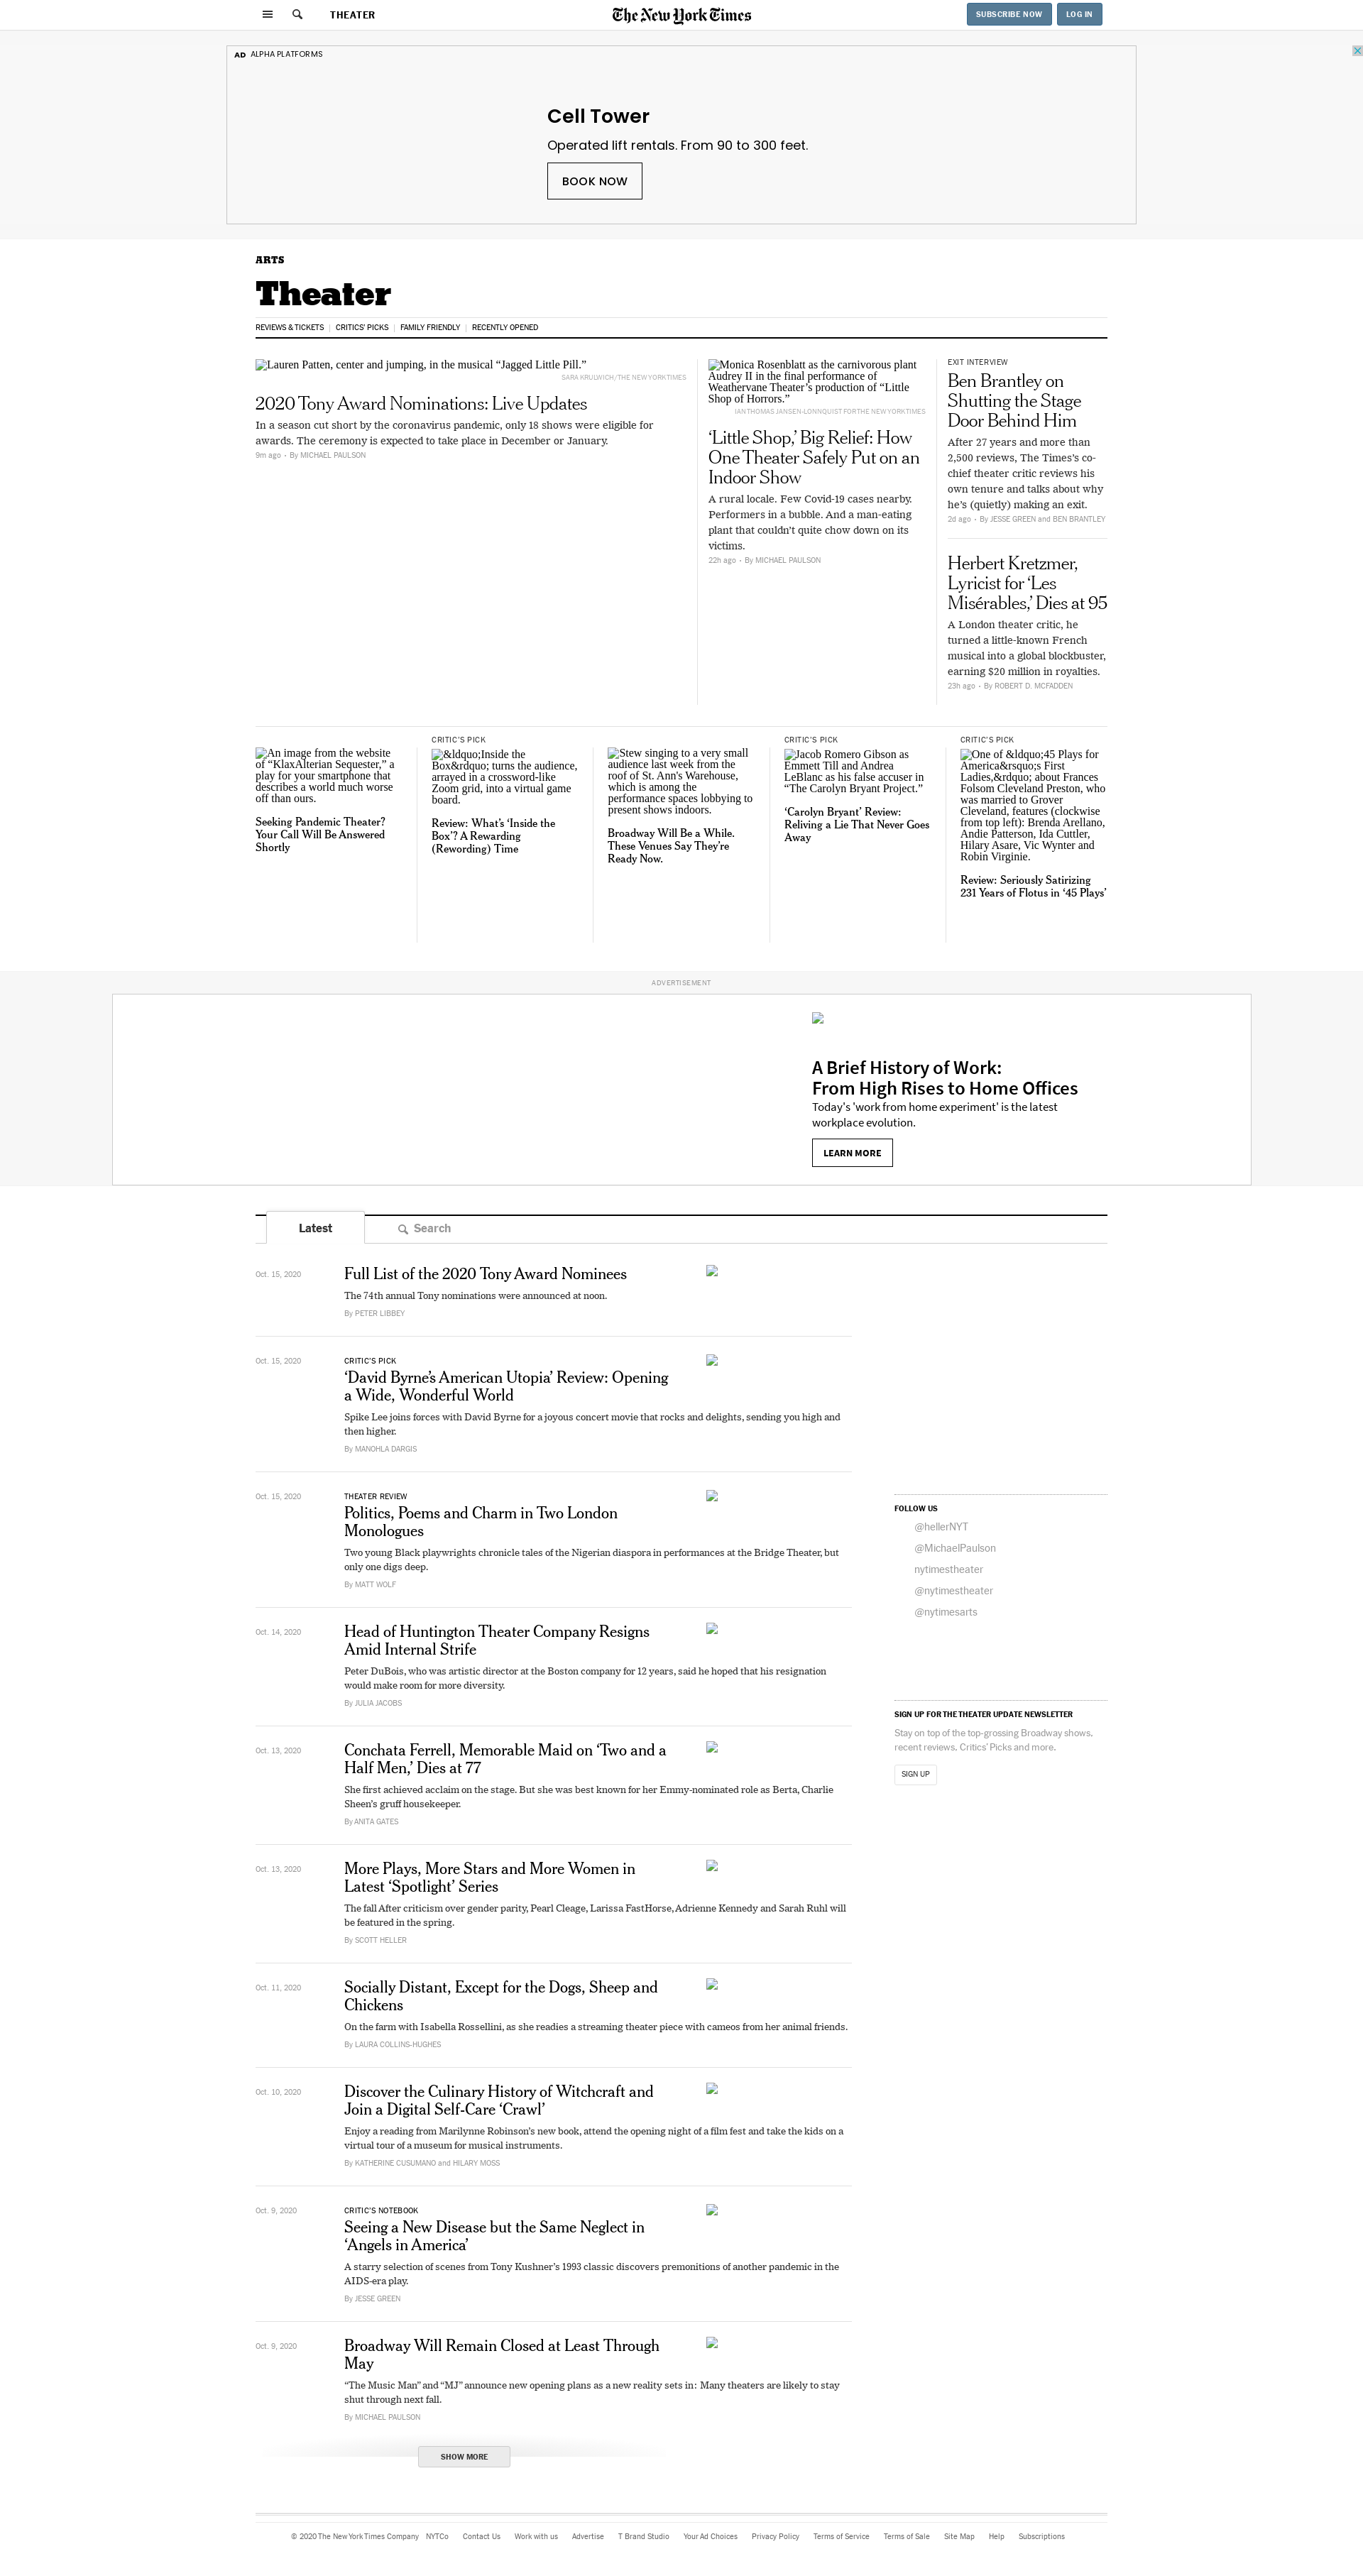 THEATER
The New York Times
SUBSCRIBE NOW
LOG IN
AD ALPHA PLATFORMS
Cell Tower
Operated lift rentals. From 90 to 300 feet.
BOOK NOW
ARTS
Theater
REVIEWS & TICKETS
CRITICS' PICKS
FAMILY FRIENDLY
RECENTLY OPENED
Lauren Patten, center and jumping, in the musical “Jagged Little Pill.”
SARA KRULWICH/THE NEW YORK TIMES
2020 Tony Award Nominations: Live Updates
In a season cut short by the coronavirus pandemic, only 18 shows were eligible for
awards. The ceremony is expected to take place in December or January.
9m ago • By MICHAEL PAULSON
Monica Rosenblatt as the carnivorous plant
Audrey II in the final performance of
Weathervane Theater’s production of “Little
Shop of Horrors.”
IAN THOMAS JANSEN-LONNQUIST FOR THE NEW YORK TIMES
‘Little Shop,’ Big Relief: How
One Theater Safely Put on an
Indoor Show
A rural locale. Few Covid-19 cases nearby.
Performers in a bubble. And a man-eating
plant that couldn’t quite chow down on its
victims.
22h ago • By MICHAEL PAULSON
EXIT INTERVIEW
Ben Brantley on
Shutting the Stage
Door Behind Him
After 27 years and more than
2,500 reviews, The Times’s co-
chief theater critic reviews his
own tenure and talks about why
he’s (quietly) making an exit.
2d ago • By JESSE GREEN and BEN BRANTLEY
Herbert Kretzmer,
Lyricist for ‘Les
Misérables,’ Dies at 95
A London theater critic, he
turned a little-known French
musical into a global blockbuster,
earning $20 million in royalties.
23h ago • By ROBERT D. MCFADDEN
An image from the website
of “KlaxAlterian Sequester,” a
play for your smartphone that
describes a world much worse
off than ours.
Seeking Pandemic Theater?
Your Call Will Be Answered
Shortly
CRITIC’S PICK
&ldquo;Inside the
Box&rdquo; turns the audience,
arrayed in a crossword-like
Zoom grid, into a virtual game
board.
Review: What’s ‘Inside the
Box’? A Rewarding
(Rewording) Time
Stew singing to a very small
audience last week from the
roof of St. Ann's Warehouse,
which is among the
performance spaces lobbying to
present shows indoors.
Broadway Will Be a While.
These Venues Say They’re
Ready Now.
CRITIC’S PICK
Jacob Romero Gibson as
Emmett Till and Andrea
LeBlanc as his false accuser in
“The Carolyn Bryant Project.”
‘Carolyn Bryant’ Review:
Reliving a Lie That Never Goes
Away
CRITIC’S PICK
One of &ldquo;45 Plays for
America&rsquo;s First
Ladies,&rdquo; about Frances
Folsom Cleveland Preston, who
was married to Grover
Cleveland, features (clockwise
from top left): Brenda Arellano,
Andie Patterson, Ida Cuttler,
Hilary Asare, Vic Wynter and
Robin Virginie.
Review: Seriously Satirizing
231 Years of Flotus in ‘45 Plays’
ADVERTISEMENT
A Brief History of Work:
From High Rises to Home Offices
Today's 'work from home experiment' is the latest
workplace evolution.
LEARN MORE
Latest
Search
Oct. 15, 2020
Full List of the 2020 Tony Award Nominees
The 74th annual Tony nominations were announced at noon.
By PETER LIBBEY
Oct. 15, 2020
CRITIC’S PICK
‘David Byrne’s American Utopia’ Review: Opening
a Wide, Wonderful World
Spike Lee joins forces with David Byrne for a joyous concert movie that rocks and delights, sending you high and
then higher.
By MANOHLA DARGIS
Oct. 15, 2020
THEATER REVIEW
Politics, Poems and Charm in Two London
Monologues
Two young Black playwrights chronicle tales of the Nigerian diaspora in performances at the Bridge Theater, but
only one digs deep.
By MATT WOLF
Oct. 14, 2020
Head of Huntington Theater Company Resigns
Amid Internal Strife
Peter DuBois, who was artistic director at the Boston company for 12 years, said he hoped that his resignation
would make room for more diversity.
By JULIA JACOBS
Oct. 13, 2020
Conchata Ferrell, Memorable Maid on ‘Two and a
Half Men,’ Dies at 77
She first achieved acclaim on the stage. But she was best known for her Emmy-nominated role as Berta, Charlie
Sheen’s gruff housekeeper.
By ANITA GATES
Oct. 13, 2020
More Plays, More Stars and More Women in
Latest ‘Spotlight’ Series
The fall After criticism over gender parity, Pearl Cleage, Larissa FastHorse, Adrienne Kennedy and Sarah Ruhl will
be featured in the spring.
By SCOTT HELLER
Oct. 11, 2020
Socially Distant, Except for the Dogs, Sheep and
Chickens
On the farm with Isabella Rossellini, as she readies a streaming theater piece with cameos from her animal friends.
By LAURA COLLINS-HUGHES
Oct. 10, 2020
Discover the Culinary History of Witchcraft and
Join a Digital Self-Care ‘Crawl’
Enjoy a reading from Marilynne Robinson’s new book, attend the opening night of a film fest and take the kids on a
virtual tour of a museum for musical instruments.
By KATHERINE CUSUMANO and HILARY MOSS
Oct. 9, 2020
CRITIC’S NOTEBOOK
Seeing a New Disease but the Same Neglect in
‘Angels in America’
A starry selection of scenes from Tony Kushner’s 1993 classic discovers premonitions of another pandemic in the
AIDS-era play.
By JESSE GREEN
Oct. 9, 2020
Broadway Will Remain Closed at Least Through
May
“The Music Man” and “MJ” announce new opening plans as a new reality sets in: Many theaters are likely to stay
shut through next fall.
By MICHAEL PAULSON
SHOW MORE
FOLLOW US
@hellerNYT
@MichaelPaulson
nytimestheater
@nytimestheater
@nytimesarts
SIGN UP FOR THE THEATER UPDATE NEWSLETTER
Stay on top of the top-grossing Broadway shows,
recent reviews, Critics’ Picks and more.
SIGN UP
© 2020 The New York Times Company
NYTCo
Contact Us
Work with us
Advertise
T Brand Studio
Your Ad Choices
Privacy Policy
Terms of Service
Terms of Sale
Site Map
Help
Subscriptions